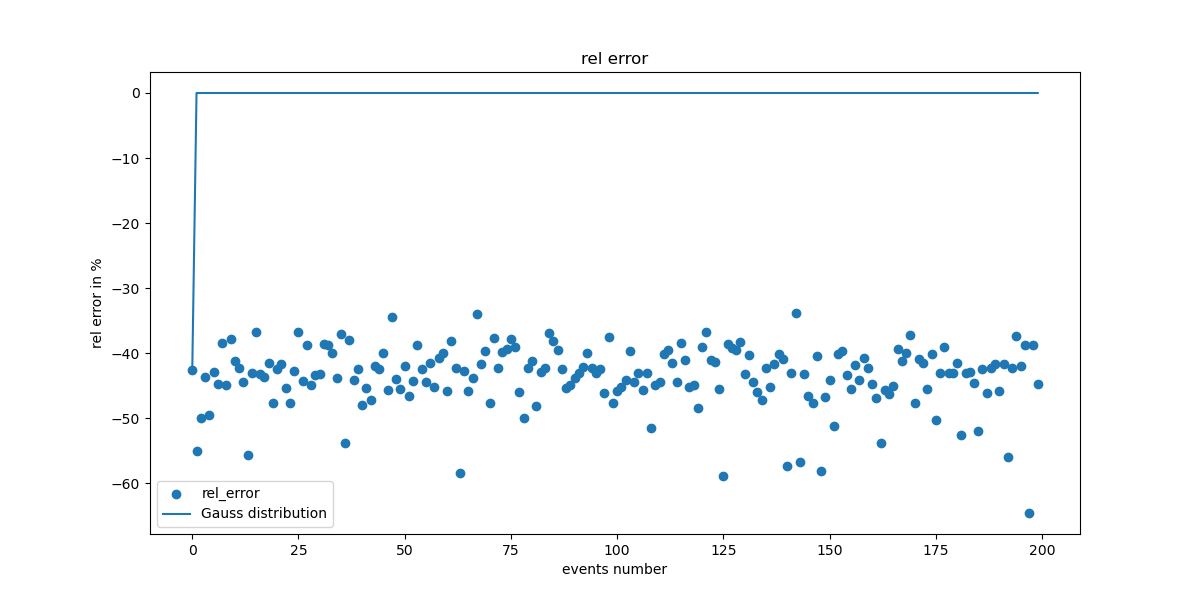 rel error
rel error in %
0
−10
−20
−30
−40
−50
−60
rel_error
Gauss distribution
0 25 50 75 100 125 150 175 200
events number